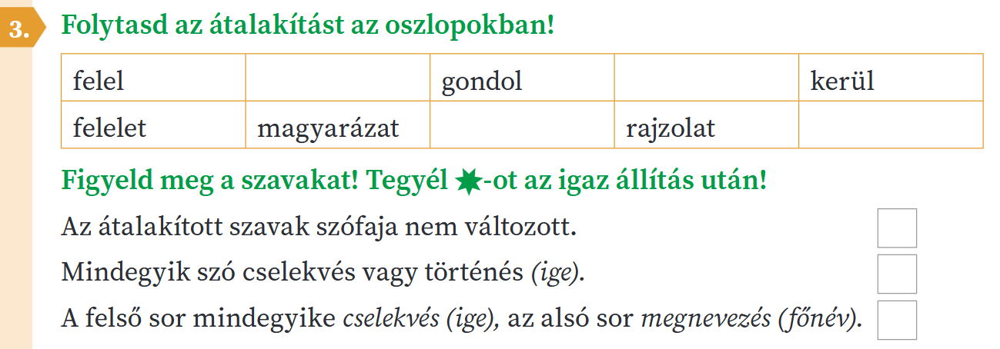 3. Folytasd az átalakítást az oszlopokban!
felel gondol kerül
felelet magyarázat rajzolat
Figyeld meg a szavakat! Tegyél -ot az igaz állítás után!
Az átalakított szavak szófaja nem változott.
Mindegyik szó cselekvés vagy történés (ige).
A felső sor mindegyike cselekvés (ige), az alsó sor megnevezés (főnév).